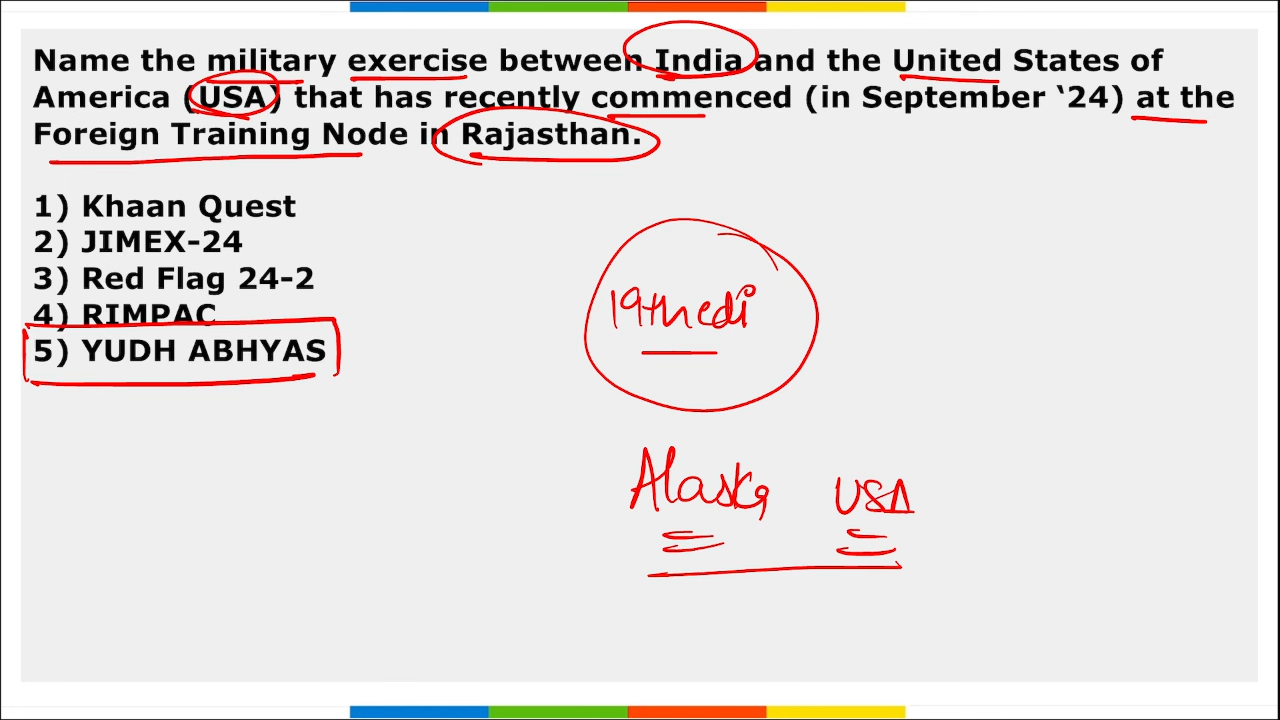 Name the military exercise between India and the United States of
America (USA) that has recently commenced (in September ‘24) at the
Foreign Training Node in Rajasthan.
1) Khaan Quest
2) JIMEX-24
3) Red Flag 24-2
4) RIMPAC
5) YUDH ABHYAS
19th edi
Alaska USA